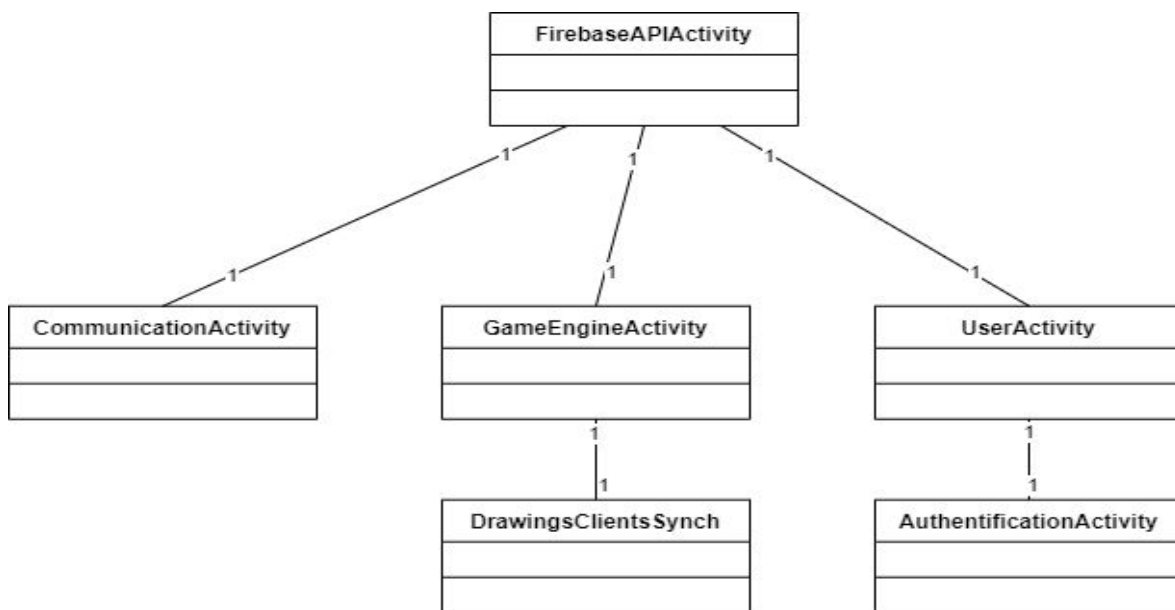 FirebaseAPIActivity
1
1
1
1
1
1
CommunicationActivity
GameEngineActivity
UserActivity
1
1
1
1
DrawingsClientsSynch
AuthentificationActivity